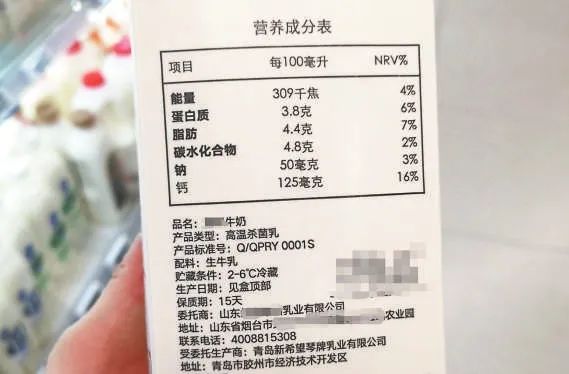 营养成分表
项目 每100毫升 NRV%
能量 309千焦 4%
蛋白质 3.8克 6%
脂肪 4.4克 7%
碳水化合物 4.8克 2%
钠 50毫克 3%
钙 125毫克 16%
品名: 牛奶
产品类型: 高温杀菌乳
产品标准号: Q/QPRY 0001S
配料: 生牛乳
贮藏条件: 2-6℃冷藏
生产日期: 见盒顶部
保质期: 15天
委托商: 山东 乳业有限公司
地址: 山东省烟台市 农业园
联系电话: 4008815308
受委托生产商: 青岛新希望琴牌乳业有限公司
地址: 青岛市胶州市经济技术开发区